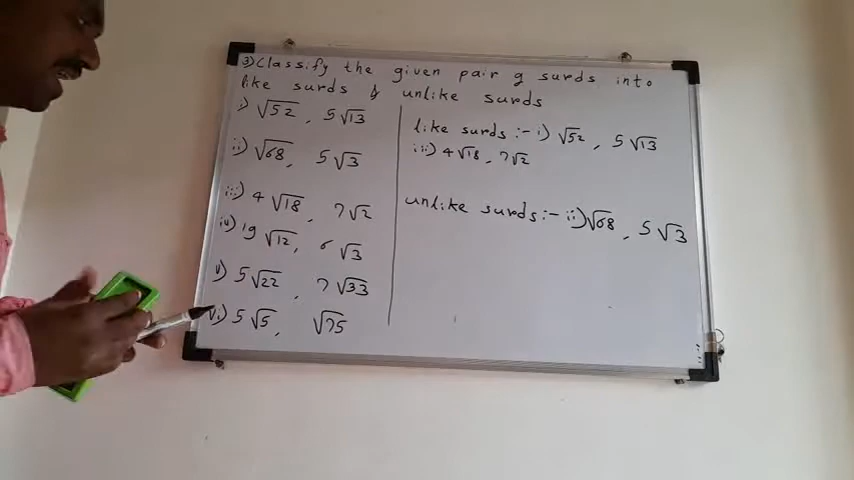 3) Classify the given pair g surds into
like surds & unlike surds
i) √52 , 5√13
ii) √68, 5√3
iii) 4√18, 7√2
iv) 19√12, 6√3
v) 5√22 , 7√33
vi) 5√5 , √75
like surds :- i) √52 , 5√13
iii) 4√18, 7√2
unlike surds :- ii) √68 , 5√3